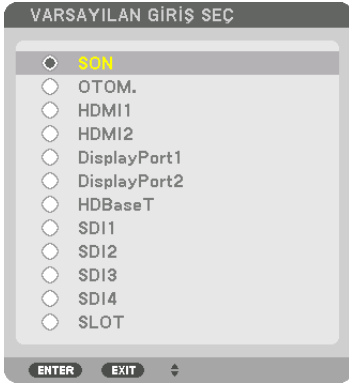 VARSAYILAN GİRİŞ SEÇ
SON
OTOM.
HDMI1
HDMI2
DisplayPort1
DisplayPort2
HDBaseT
SDI1
SDI2
SDI3
SDI4
SLOT
ENTER EXIT